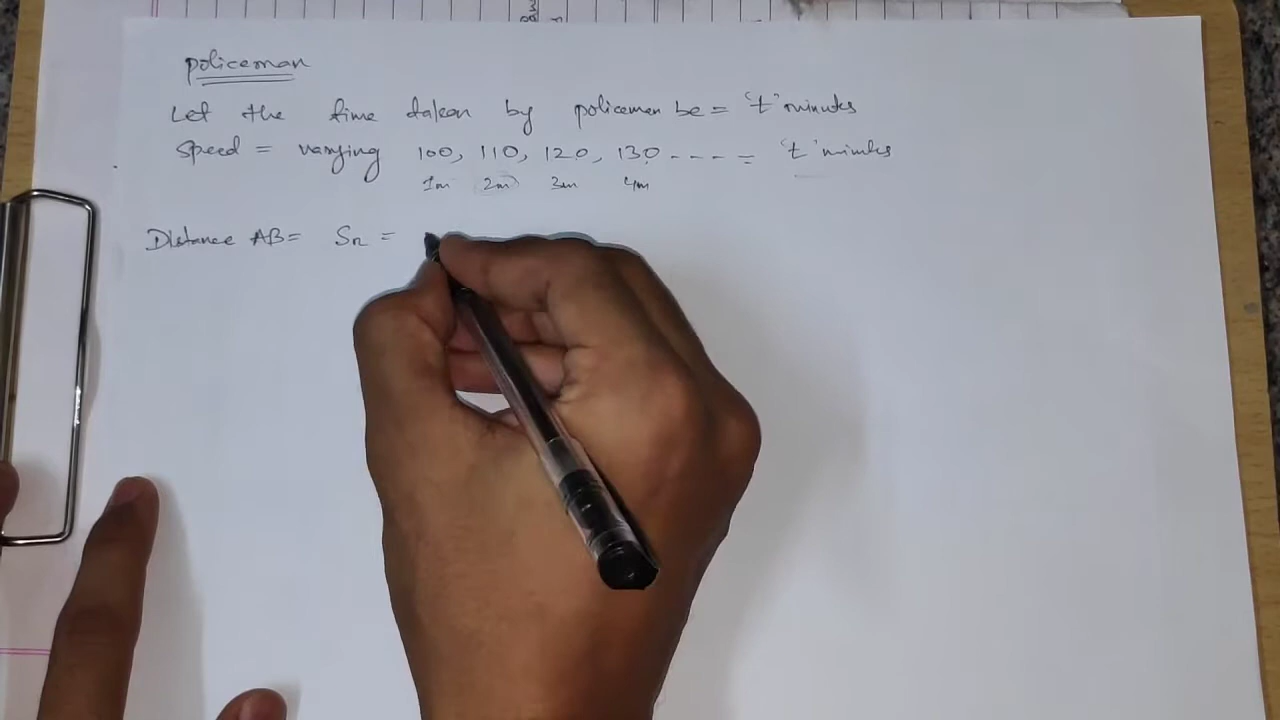 policeman
Let the time taken by policeman be = 't' minutes
Speed = varying 100, 110, 120, 130 - - - - = 't' minutes
1m 2m 3m 4m
Distance AB = Sn =